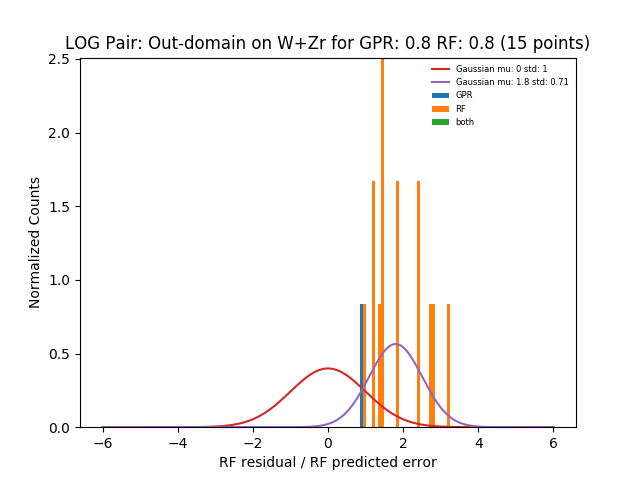 LOG Pair: Out-domain on W+Zr for GPR: 0.8 RF: 0.8 (15 points)
Gaussian mu: 0 std: 1
Gaussian mu: 1.8 std: 0.71
GPR
RF
both
2.5
2.0
1.5
1.0
0.5
0.0
Normalized Counts
−6
−4
−2
0
2
4
6
RF residual / RF predicted error